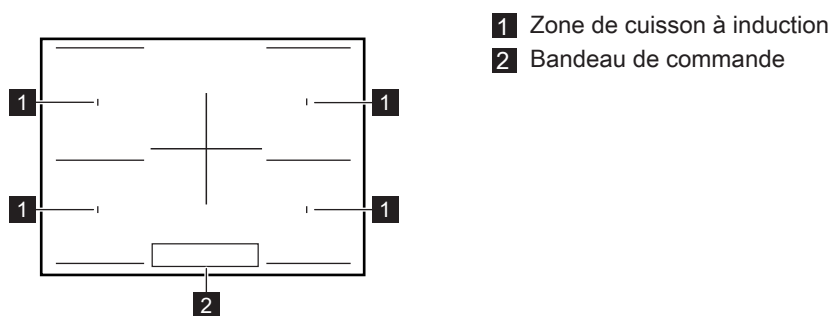 1 Zone de cuisson à induction
2 Bandeau de commande
1 1
1 1
2